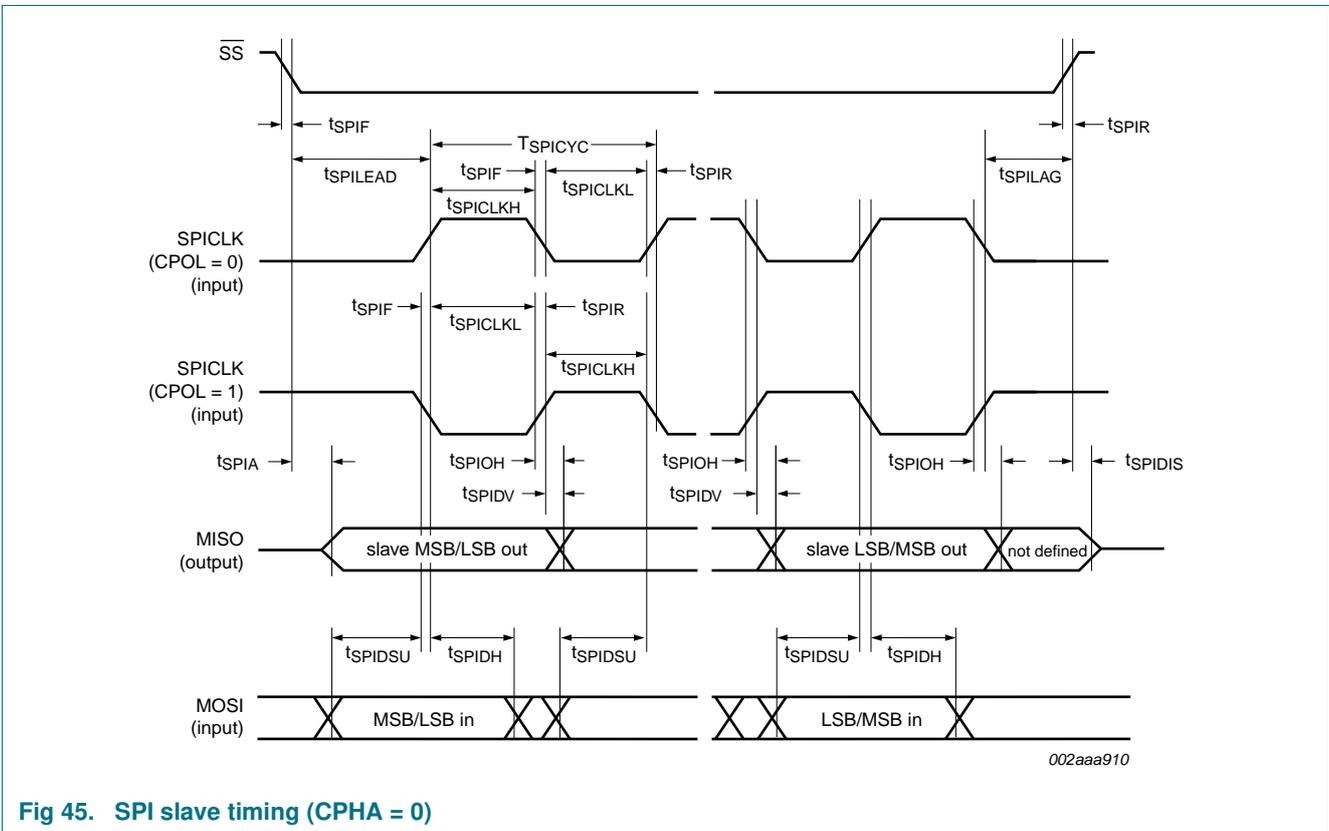 SS
tSPIF
tSPIR
TSPICYC
tSPIF
tSPIR
tSPILEAD
tSPICLKL
tSPILAG
tSPICLKH
SPICLK
(CPOL = 0)
(input)
tSPIF
tSPICLKL
tSPIR
tSPICLKH
SPICLK
(CPOL = 1)
(input)
tSPIA
tSPIOH
tSPIOH
tSPIOH
tSPIDIS
tSPIDV
tSPIDV
MISO
(output)
slave MSB/LSB out
slave LSB/MSB out
not defined
tSPIDSU
tSPIDH
tSPIDSU
tSPIDSU
tSPIDH
MOSI
(input)
MSB/LSB in
LSB/MSB in
002aaa910
Fig 45. SPI slave timing (CPHA = 0)